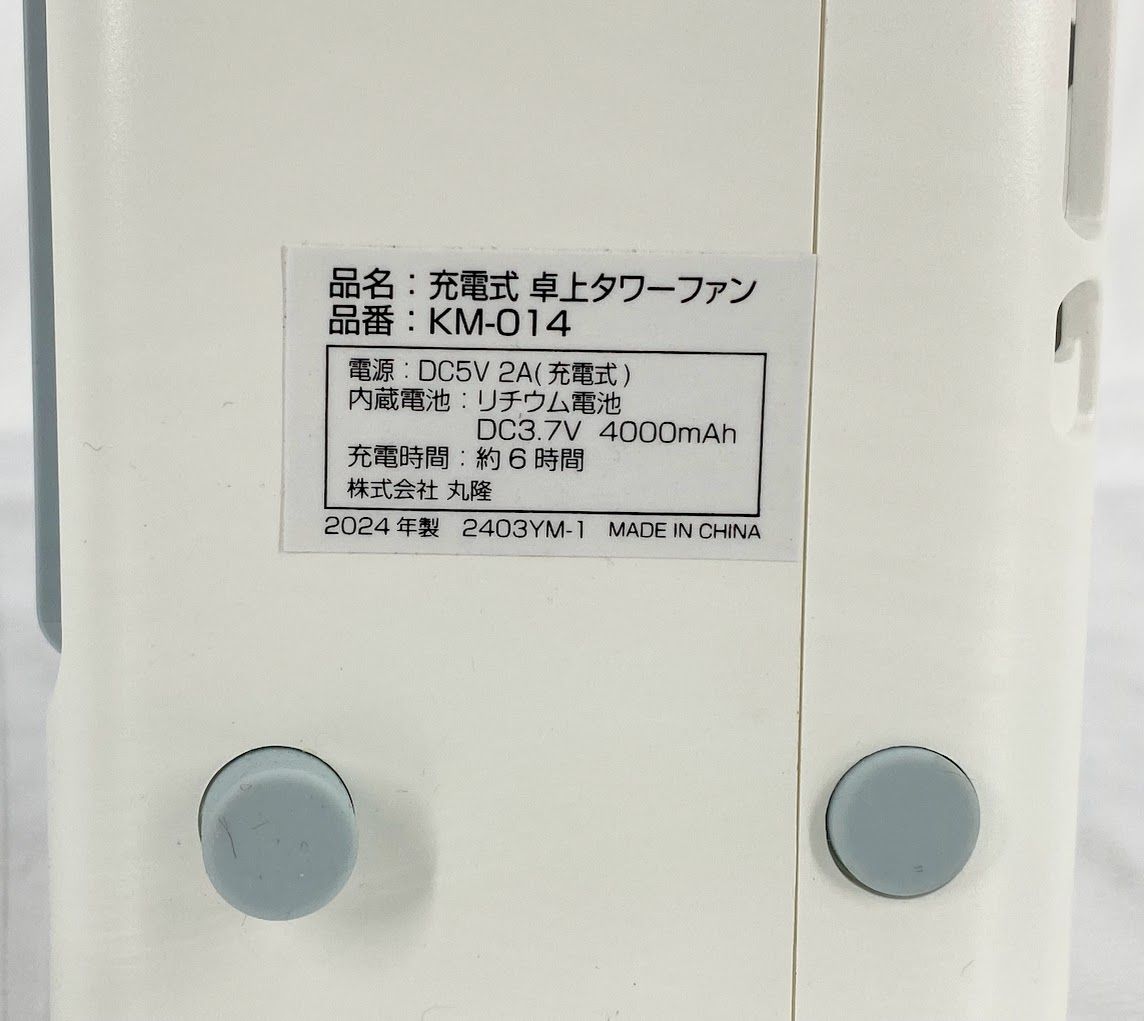 品名：充電式 卓上タワーファン
品番：KM-014
電源：DC5V 2A(充電式)
内蔵電池：リチウム電池
DC3.7V 4000mAh
充電時間：約6時間
株式会社 丸隆
2024年製 2403YM-1 MADE IN CHINA